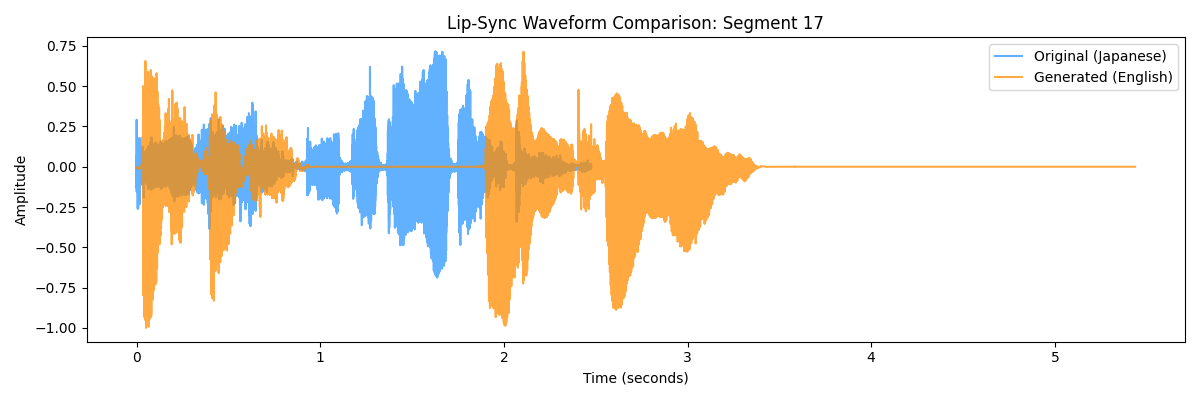 Lip-Sync Waveform Comparison: Segment 17
Original (Japanese)
Generated (English)
Amplitude
0.75
0.50
0.25
0.00
−0.25
−0.50
−0.75
−1.00
0 1 2 3 4 5
Time (seconds)